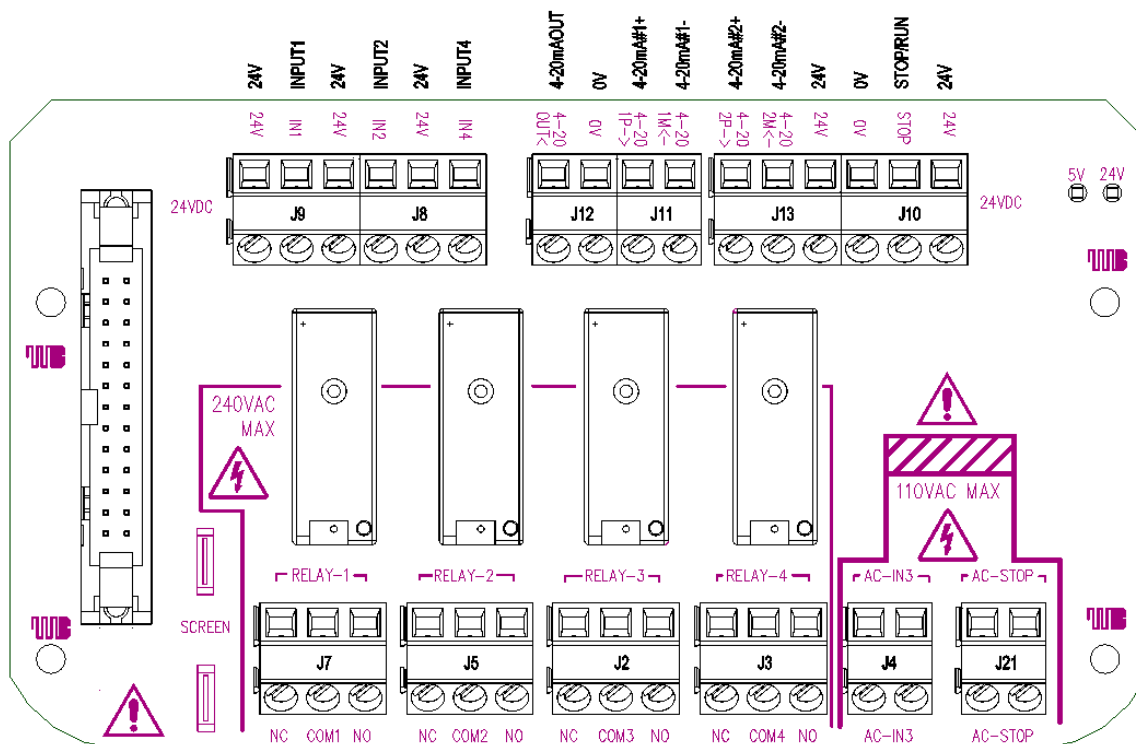 24V INPUT1 24V INPUT2 24V INPUT4 4-20mAOUT 0V 4-20mA#1+ 4-20mA#1- 4-20mA#2+ 4-20mA#2- 24V 0V STOP/RUN 24V
24V IN1 24V IN2 24V IN4 4-20 OUT< 0V 4-20 1P-> 4-20 1M<- 4-20 2P-> 4-20 2M<- 24V 0V STOP 24V
5V 24V
24VDC J9 J8 J12 J11 J13 J10 24VDC
240VAC
MAX
110VAC MAX
RELAY-1 RELAY-2 RELAY-3 RELAY-4 AC-IN3 AC-STOP
SCREEN
J7 J5 J2 J3 J4 J21
NC COM1 NO NC COM2 NO NC COM3 NO NC COM4 NO AC-IN3 AC-STOP